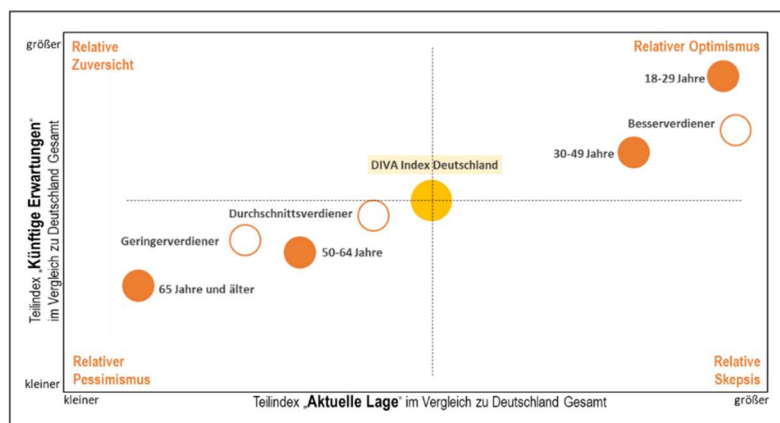 größer
Relative
Zuversicht
Relativer Optimismus
18-29 Jahre
Besserverdiener
30-49 Jahre
DIVA Index Deutschland
Durchschnittsverdiener
Geringerverdiener
50-64 Jahre
65 Jahre und älter
Teilindex „Künftige Erwartungen“
im Vergleich zu Deutschland Gesamt
Relativer
Pessimismus
Relative
Skepsis
kleiner
kleiner
Teilindex „Aktuelle Lage“ im Vergleich zu Deutschland Gesamt
größer